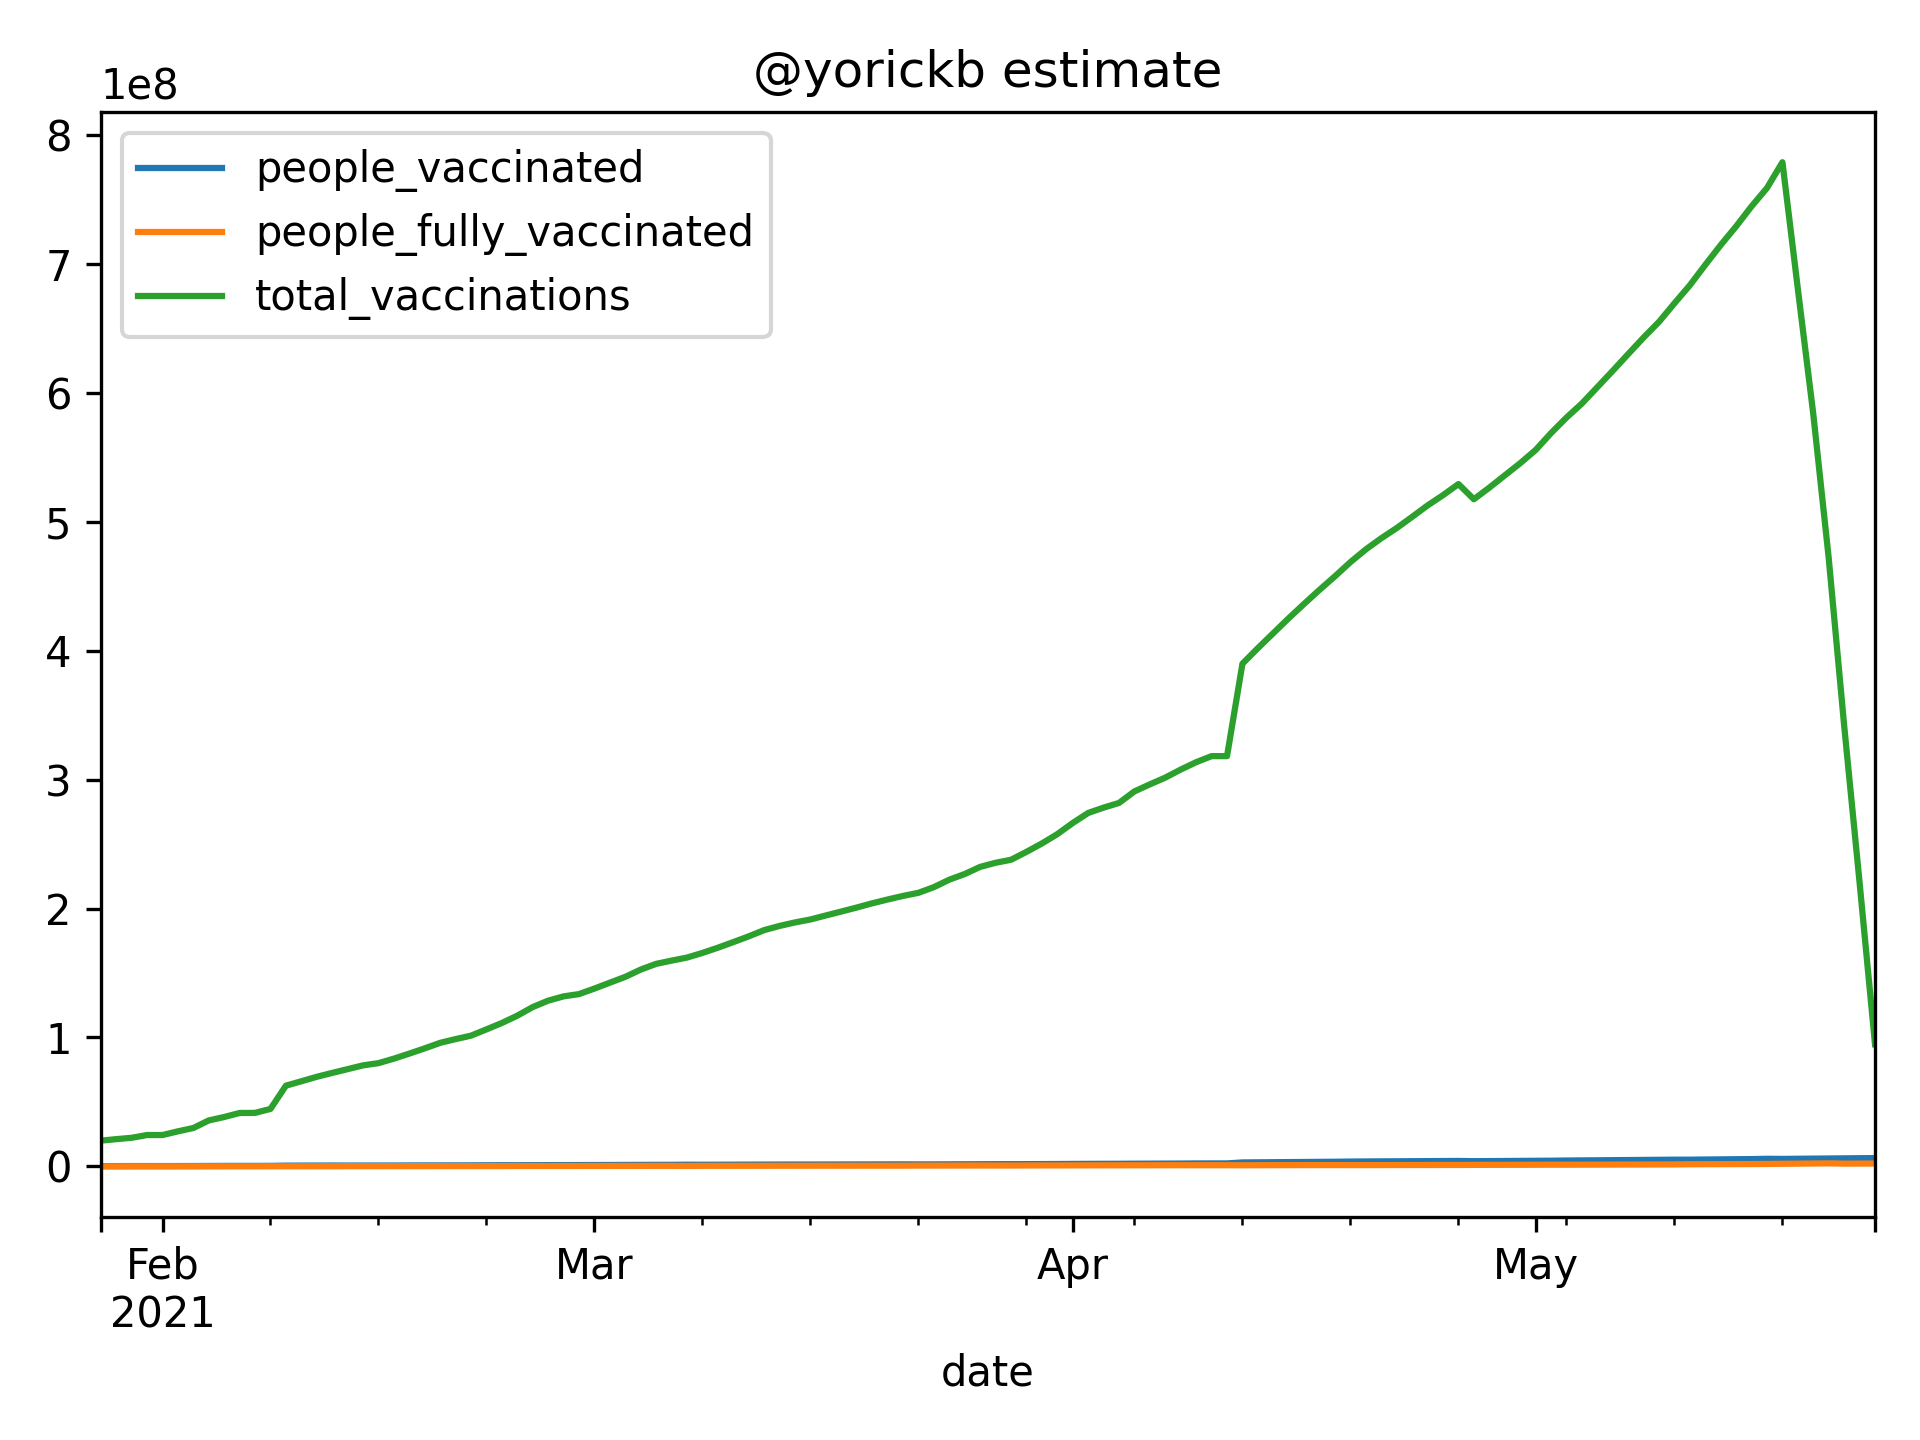 @yorickb estimate
1e8
people_vaccinated
people_fully_vaccinated
total_vaccinations
8
7
6
5
4
3
2
1
0
Feb Mar Apr May
2021
date